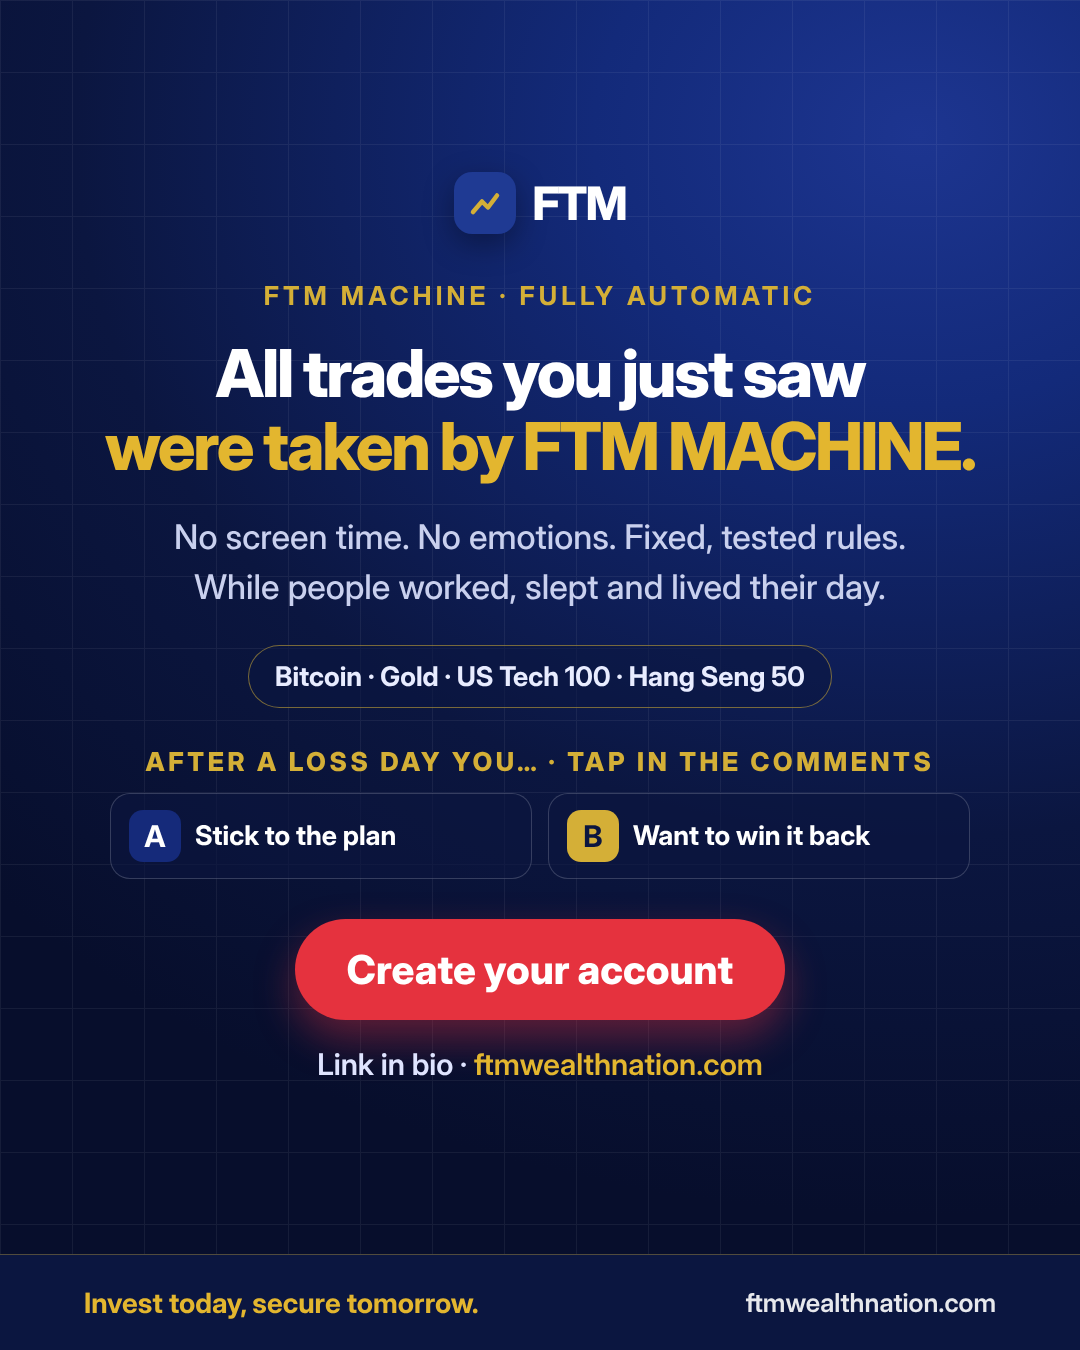 FTM
FTM MACHINE · FULLY AUTOMATIC
All trades you just saw
were taken by FTM MACHINE.
No screen time. No emotions. Fixed, tested rules.
While people worked, slept and lived their day.
Bitcoin · Gold · US Tech 100 · Hang Seng 50
AFTER A LOSS DAY YOU… · TAP IN THE COMMENTS
A Stick to the plan
B Want to win it back
Create your account
Link in bio · ftmwealthnation.com
Invest today, secure tomorrow.
ftmwealthnation.com